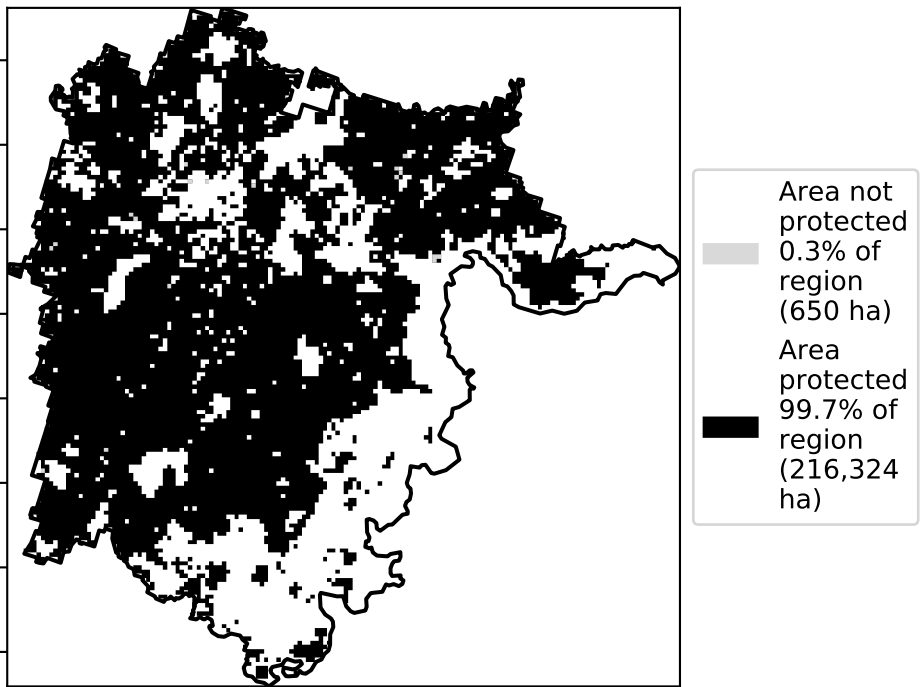 Area not
protected
0.3% of
region
(650 ha)
Area
protected
99.7% of
region
(216,324
ha)